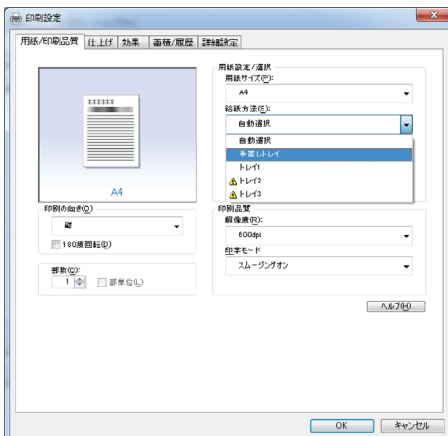 印刷設定
用紙/印刷品質 仕上げ 効果 蓄積/履歴 詳細設定
A4
用紙設定/選択
用紙サイズ(P):
A4
給紙方法(S):
自動選択
自動選択
手差しトレイ
トレイ1
トレイ2
トレイ3
印刷の向き(O)
縦
180度回転(D)
部数(C):
1 部単位(L)
印刷品質
解像度(R):
600dpi
印字モード
スムージングオン
ヘルプ(H)
OK キャンセル